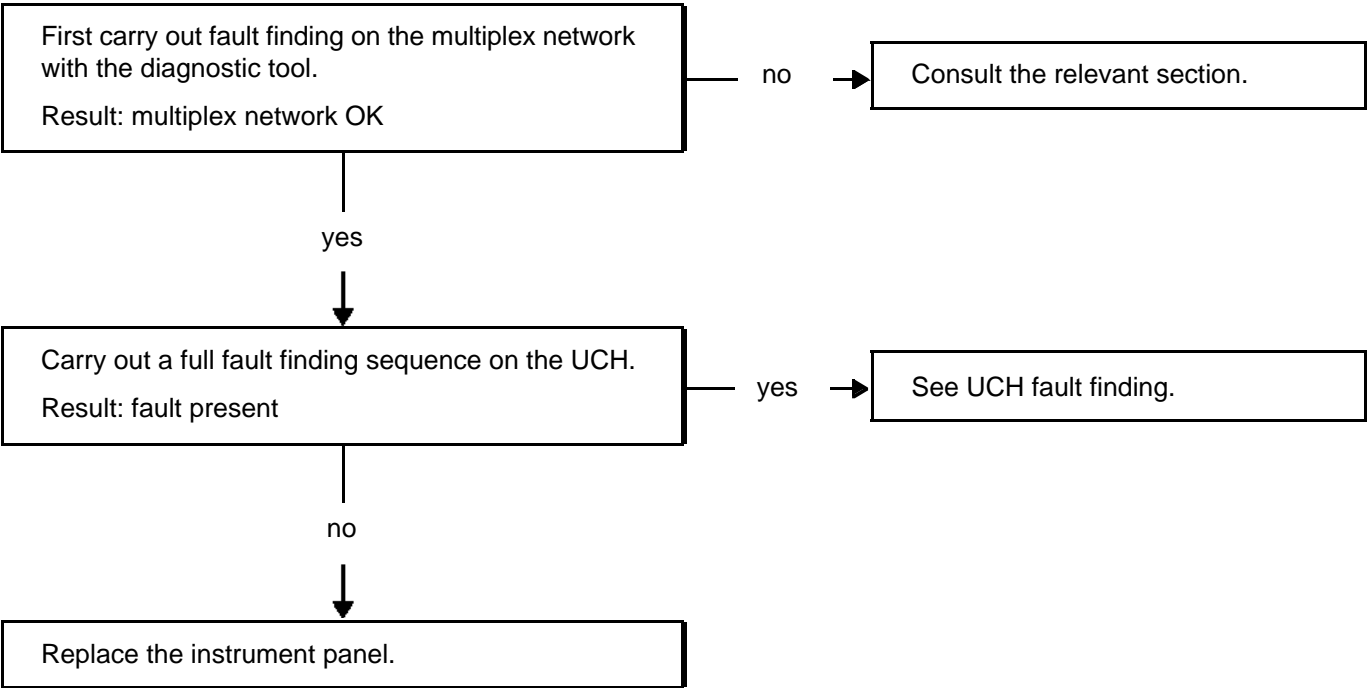 First carry out fault finding on the multiplex network
with the diagnostic tool.
Result: multiplex network OK
no
Consult the relevant section.
yes
Carry out a full fault finding sequence on the UCH.
Result: fault present
yes
See UCH fault finding.
no
Replace the instrument panel.